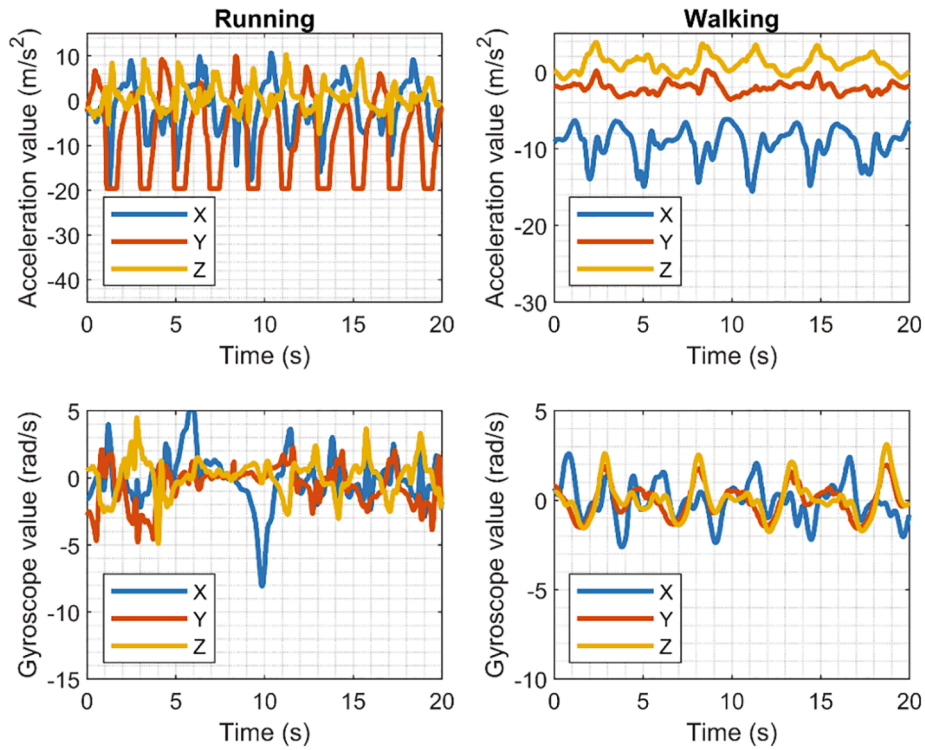 Running
Acceleration value (m/s²)
10
0
-10
-20
-30
-40
X
Y
Z
0 5 10 15 20
Time (s)
Walking
Acceleration value (m/s²)
0
-10
-20
-30
X
Y
Z
0 5 10 15 20
Time (s)
Gyroscope value (rad/s)
5
0
-5
-10
-15
X
Y
Z
0 5 10 15 20
Time (s)
Gyroscope value (rad/s)
5
0
-5
-10
X
Y
Z
0 5 10 15 20
Time (s)